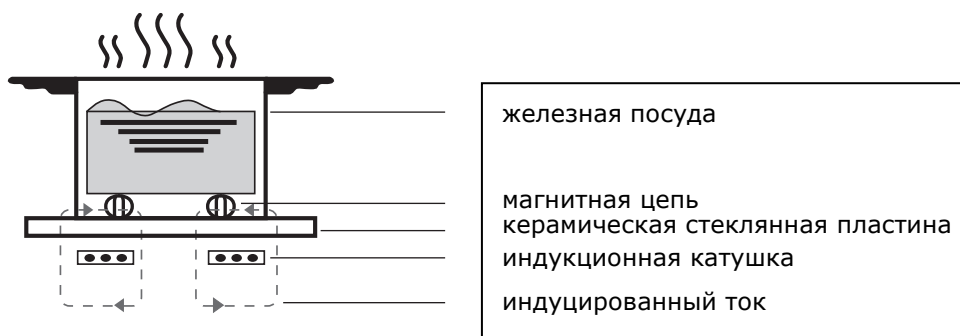 железная посуда
магнитная цепь
керамическая стеклянная пластина
индукционная катушка
индуцированный ток